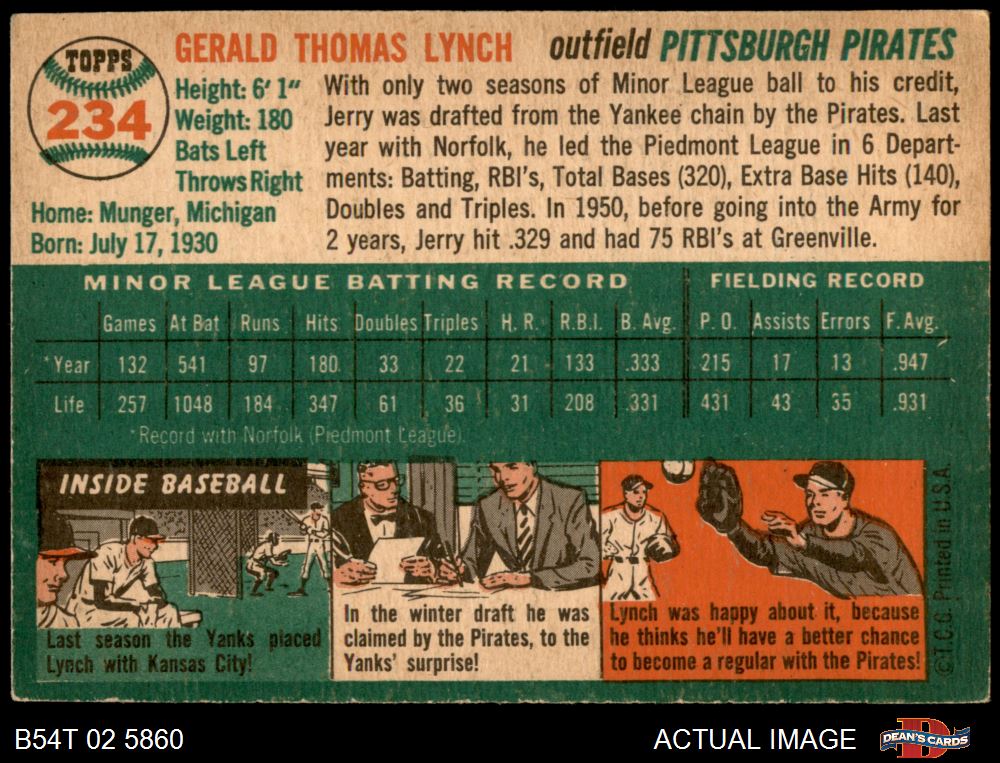 TOPPS
234
GERALD THOMAS LYNCH outfield PITTSBURGH PIRATES
Height: 6' 1"
Weight: 180
Bats Left
Throws Right
Home: Munger, Michigan
Born: July 17, 1930
With only two seasons of Minor League ball to his credit,
Jerry was drafted from the Yankee chain by the Pirates. Last
year with Norfolk, he led the Piedmont League in 6 Depart-
ments: Batting, RBI's, Total Bases (320), Extra Base Hits (140),
Doubles and Triples. In 1950, before going into the Army for
2 years, Jerry hit .329 and had 75 RBI's at Greenville.
MINOR LEAGUE BATTING RECORD FIELDING RECORD
Games At Bat Runs Hits Doubles Triples H. R. R.B.I. B. Avg. P. O. Assists Errors F. Avg.
*Year 132 541 97 180 33 22 21 133 .333 215 17 13 .947
Life 257 1048 184 347 61 36 31 208 .331 431 43 35 .931
*Record with Norfolk (Piedmont League).
INSIDE BASEBALL
Last season the Yanks placed
Lynch with Kansas City!
In the winter draft he was
claimed by the Pirates, to the
Yanks' surprise!
Lynch was happy about it, because
he thinks he'll have a better chance
to become a regular with the Pirates!
©T.C.G. Printed in U.S.A.
B54T 02 5860
ACTUAL IMAGE
D
DEAN'S CARDS